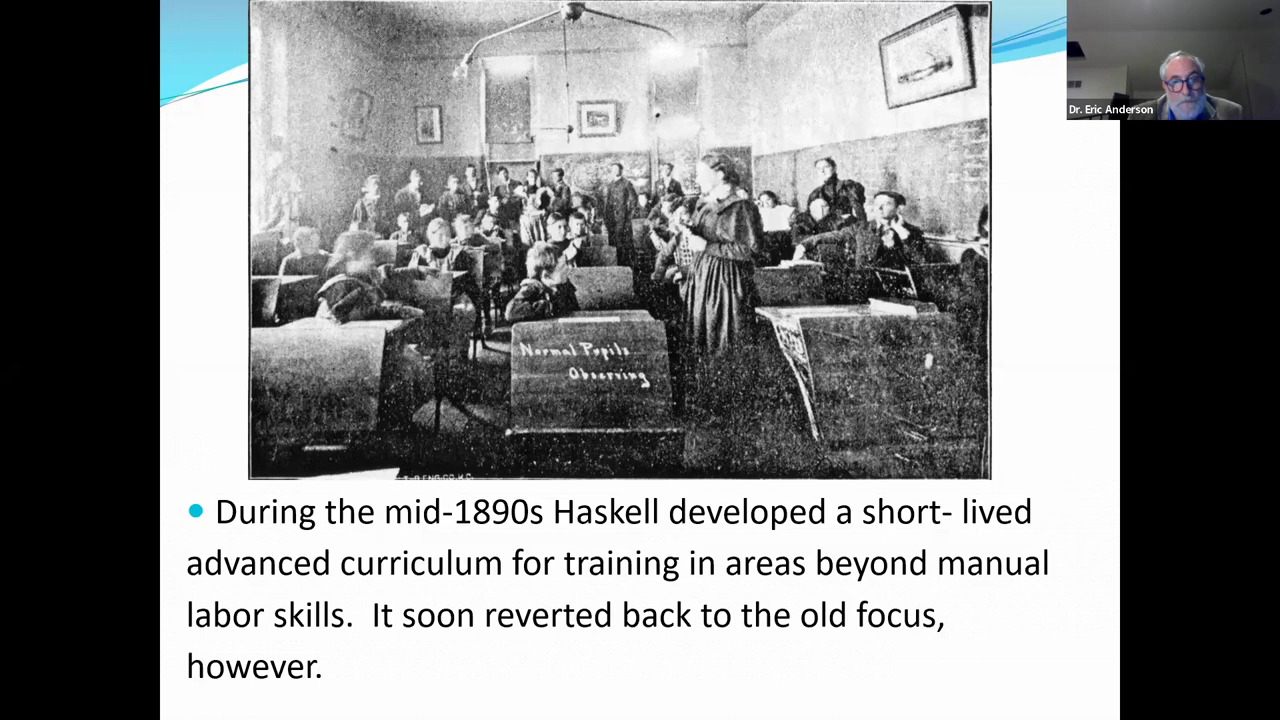 Dr. Eric Anderson
Normal Pupils
Observing
• During the mid-1890s Haskell developed a short- lived
advanced curriculum for training in areas beyond manual
labor skills.  It soon reverted back to the old focus,
however.